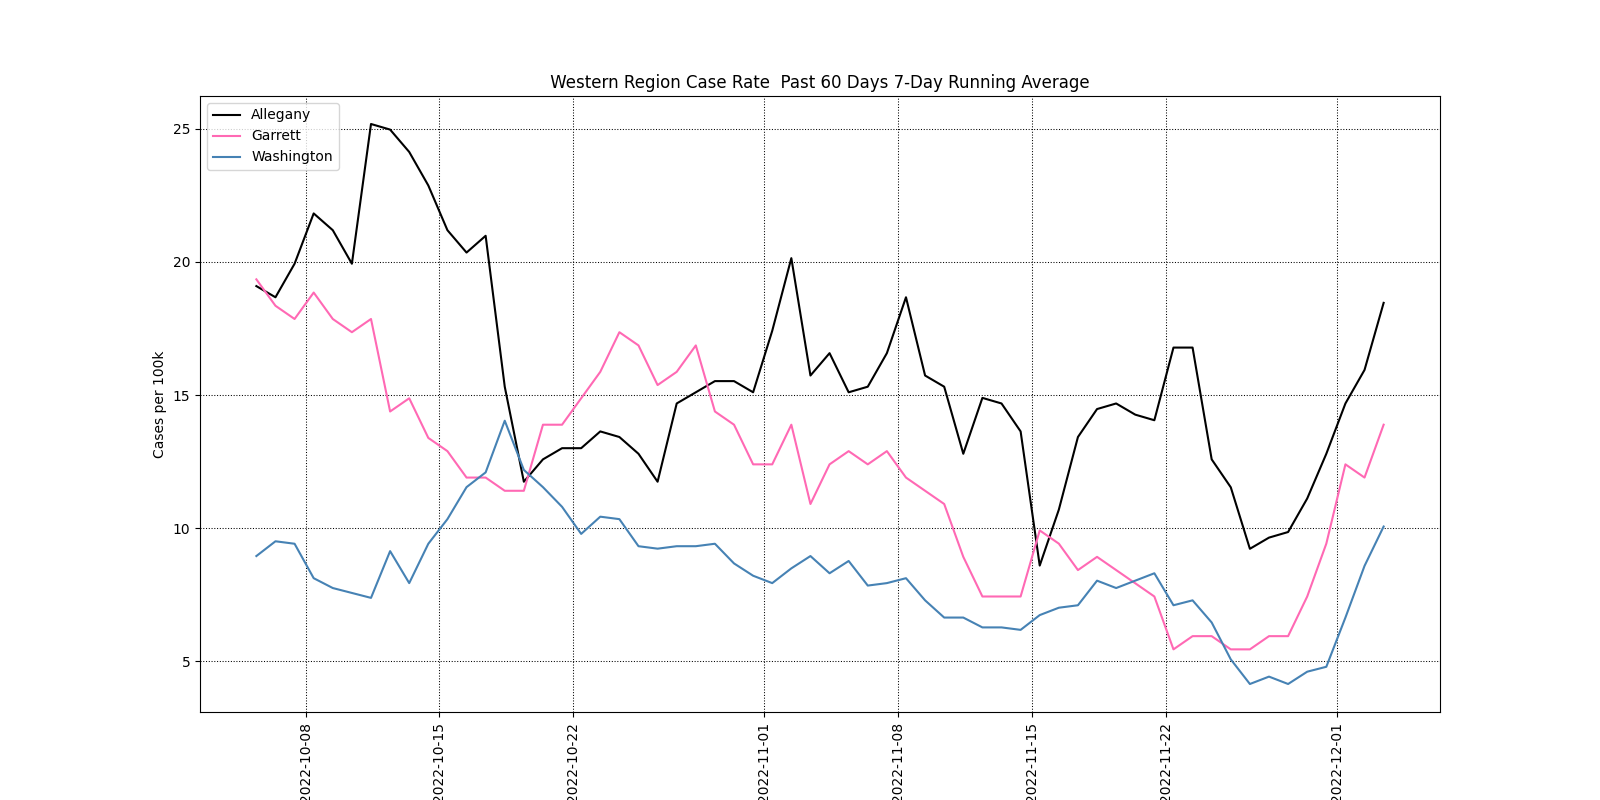 Western Region Case Rate  Past 60 Days 7-Day Running Average
Allegany
Garrett
Washington
Cases per 100k
25
20
15
10
5
2022-10-08
2022-10-15
2022-10-22
2022-11-01
2022-11-08
2022-11-15
2022-11-22
2022-12-01